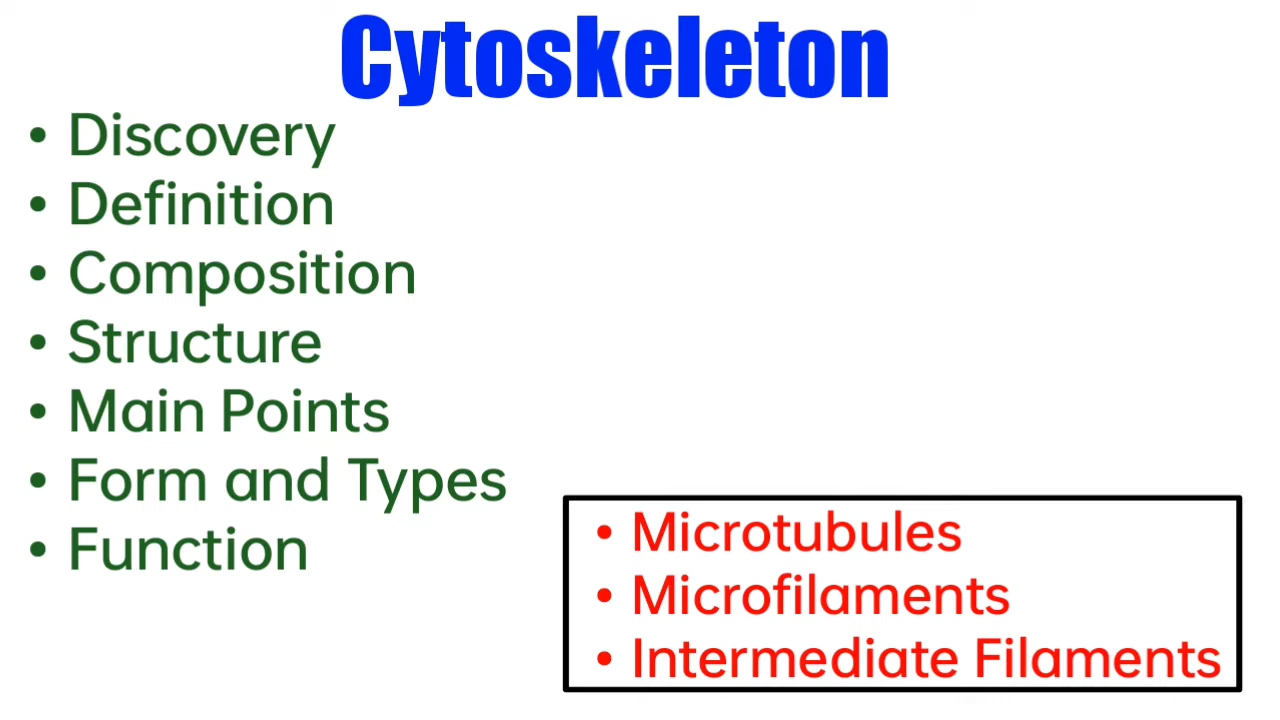 Cytoskeleton
• Discovery
• Definition
• Composition
• Structure
• Main Points
• Form and Types
• Function
• Microtubules
• Microfilaments
• Intermediate Filaments